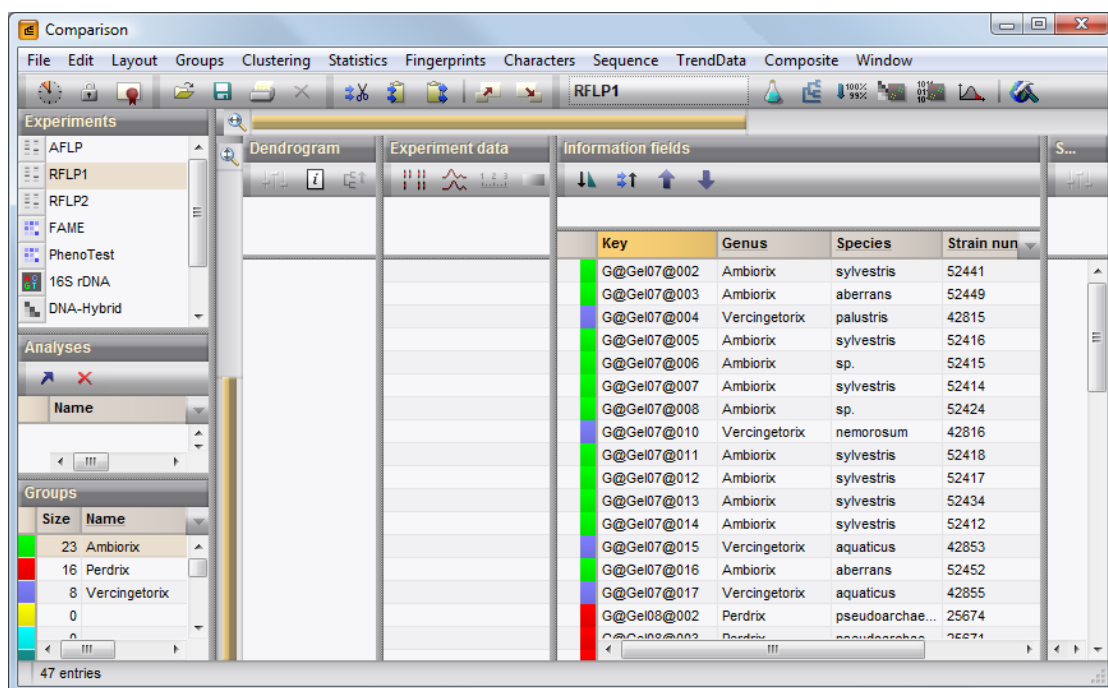 Comparison
File Edit Layout Groups Clustering Statistics Fingerprints Characters Sequence TrendData Composite Window
RFLP1
Experiments
AFLP
RFLP1
RFLP2
FAME
PhenoTest
16S rDNA
DNA-Hybrid
Analyses
Name
Groups
Size Name
23 Ambiorix
16 Perdrix
8 Vercingetorix
0
Dendrogram
Experiment data
Information fields
S...
Key Genus Species Strain nun
G@Gel07@002 Ambiorix sylvestris 52441
G@Gel07@003 Ambiorix aberrans 52449
G@Gel07@004 Vercingetorix palustris 42815
G@Gel07@005 Ambiorix sylvestris 52416
G@Gel07@006 Ambiorix sp. 52415
G@Gel07@007 Ambiorix sylvestris 52414
G@Gel07@008 Ambiorix sp. 52424
G@Gel07@010 Vercingetorix nemorosum 42816
G@Gel07@011 Ambiorix sylvestris 52418
G@Gel07@012 Ambiorix sylvestris 52417
G@Gel07@013 Ambiorix sylvestris 52434
G@Gel07@014 Ambiorix sylvestris 52412
G@Gel07@015 Vercingetorix aquaticus 42853
G@Gel07@016 Ambiorix aberrans 52452
G@Gel07@017 Vercingetorix aquaticus 42855
G@Gel08@002 Perdrix pseudoarchae... 25674
47 entries